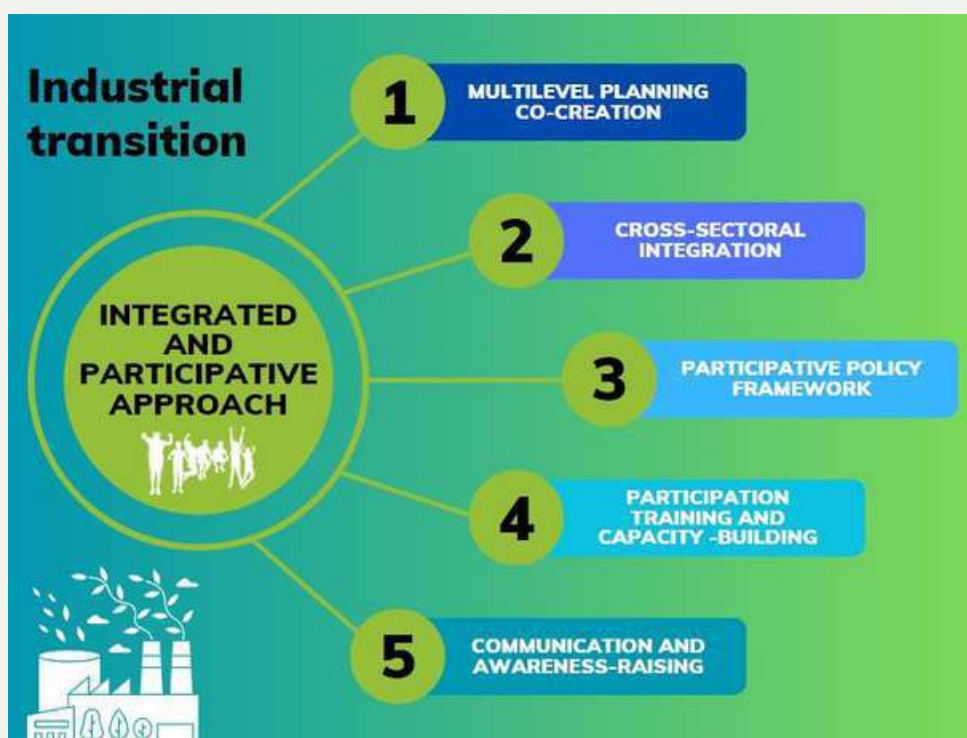 Industrial
transition
1
MULTILEVEL PLANNING
CO-CREATION
2
CROSS-SECTORAL
INTEGRATION
INTEGRATED
AND
PARTICIPATIVE
APPROACH
3
PARTICIPATIVE POLICY
FRAMEWORK
4
PARTICIPATION
TRAINING AND
CAPACITY -BUILDING
5
COMMUNICATION AND
AWARENESS-RAISING